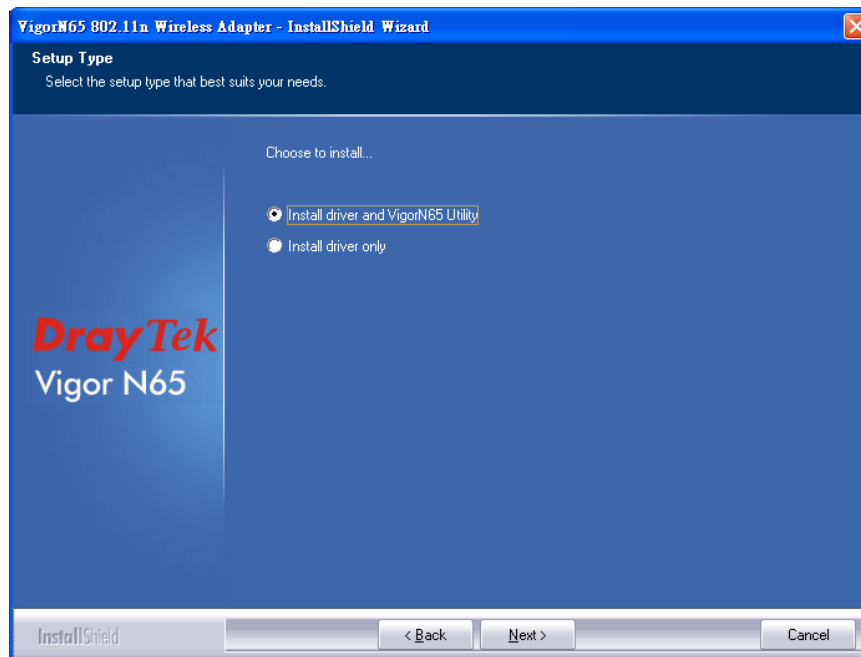 VigorN65 802.11n Wireless Adapter - InstallShield Wizard
Setup Type
Select the setup type that best suits your needs.
Choose to install...
Install driver and VigorN65 Utility
Install driver only
DrayTek
Vigor N65
InstallShield
< Back
Next >
Cancel